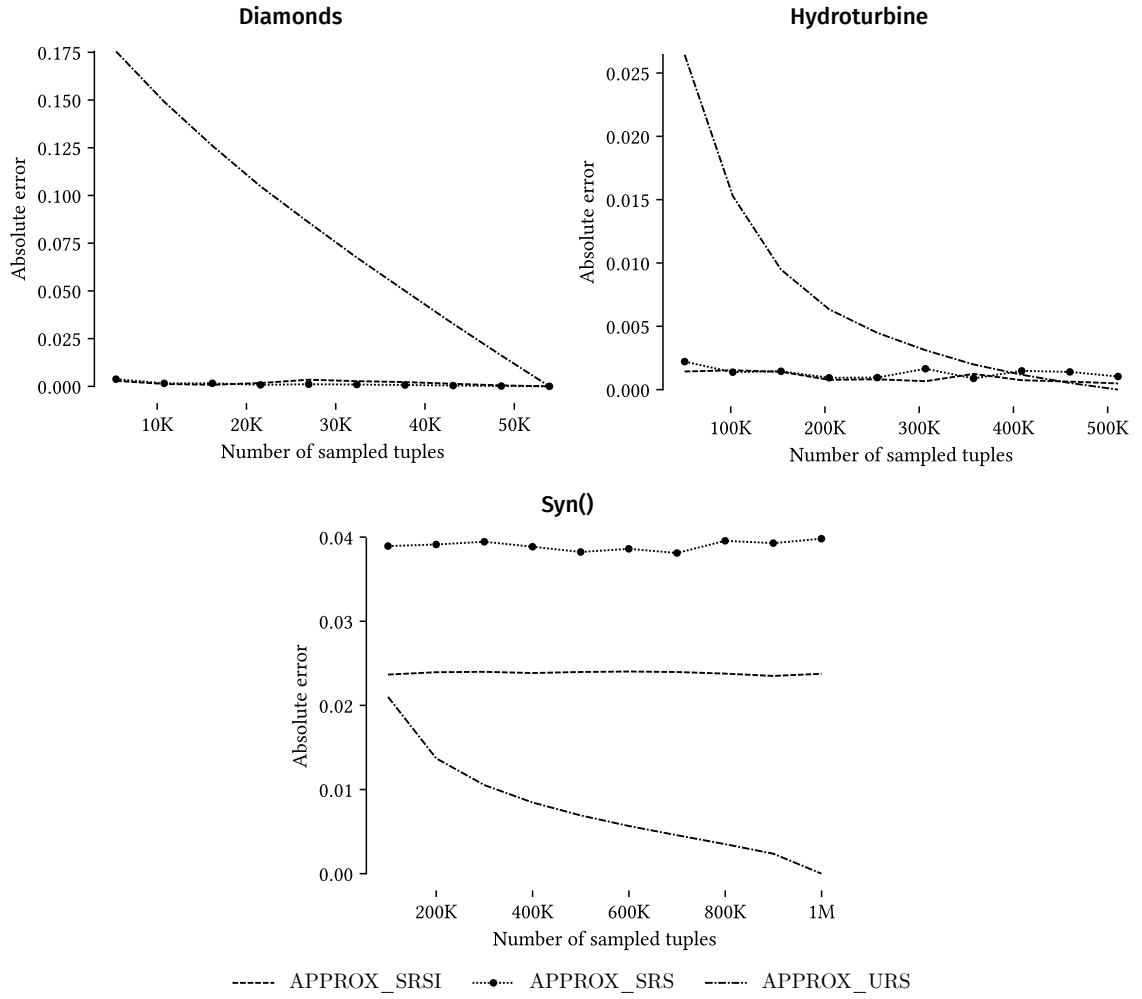 Diamonds
Hydroturbine
0.175
0.150
0.125
0.100
0.075
0.050
0.025
0.000
Absolute error
10K 20K 30K 40K 50K
Number of sampled tuples
0.025
0.020
0.015
0.010
0.005
0.000
Absolute error
100K 200K 300K 400K 500K
Number of sampled tuples
Syn()
0.04
0.03
0.02
0.01
0.00
Absolute error
200K 400K 600K 800K 1M
Number of sampled tuples
APPROX_SRSI APPROX_SRS APPROX_URS